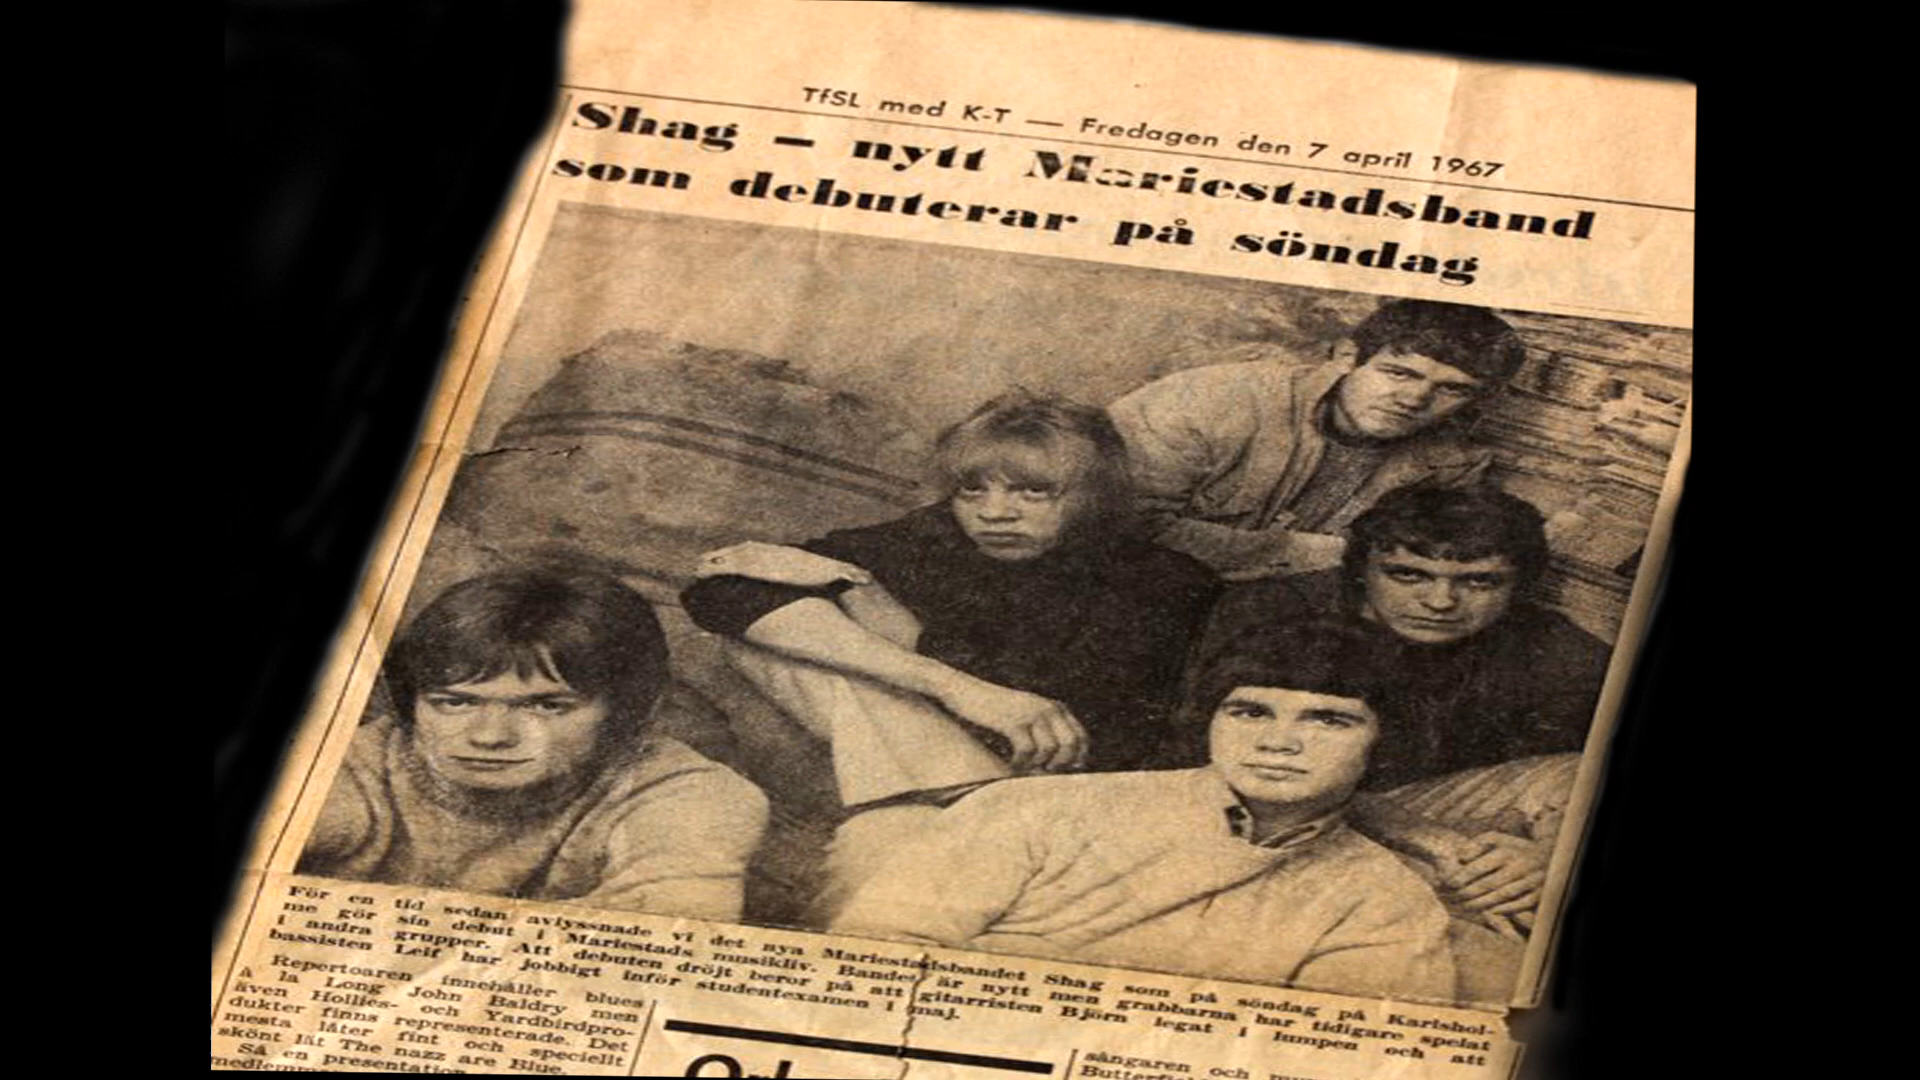 TfSL med K-T — Fredagen den 7 april 1967
Shag – nytt Mariestadsband
som debuterar på söndag
För en tid sedan avlyssnade vi det nya Mariestadsbandet Shag som på söndag på Karlshol-
me gör sin debut i Mariestads musikliv. Bandet är nytt men grabbarna har tidigare spelat
i andra grupper. Att debuten dröjt beror på att gitarristen Björn legat i lumpen och att
bassisten Leif har jobbigt inför studentexamen i maj.
Repertoaren innehåller blues
à la Long John Baldry men
även Hollies- och Yardbirdpro-
dukter finns representerade. Det
mesta låter fint och speciellt
skönt låt The nazz are Blue.
Så en presentation
sångaren och